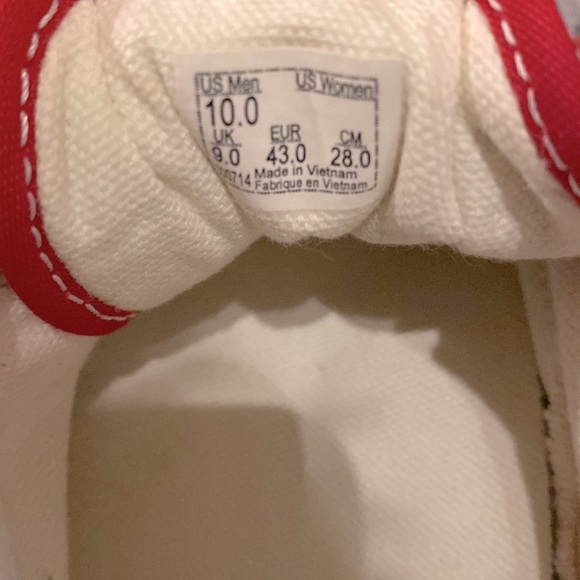 US Men US Women
10.0
UK EUR CM
9.0 43.0 28.0
Made in Vietnam
Fabrique en Vietnam